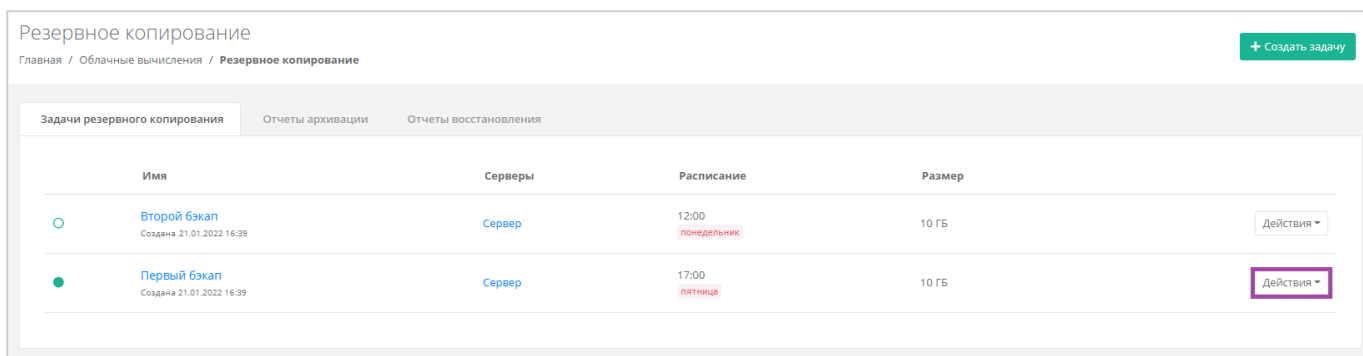 Резервное копирование
Главная / Облачные вычисления / Резервное копирование
+ Создать задачу
Задачи резервного копирования Отчеты архивации Отчеты восстановления
Имя Серверы Расписание Размер
Второй бэкап Сервер 12:00 10 ГБ Действия
Создана 21.01.2022 16:39 понедельник
Первый бэкап Сервер 17:00 10 ГБ Действия
Создана 21.01.2022 16:39 пятница